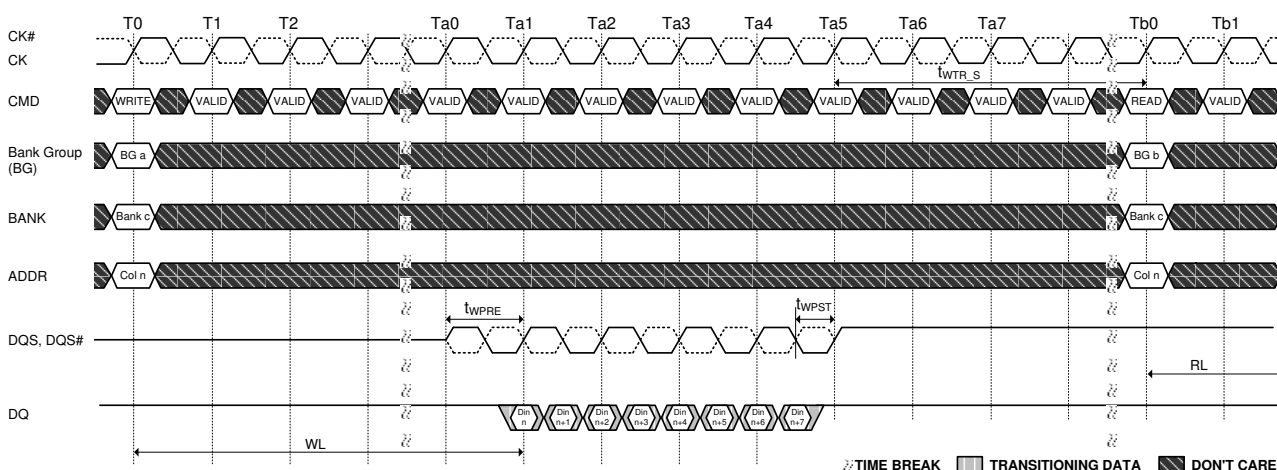 T0 T1 T2 Ta0 Ta1 Ta2 Ta3 Ta4 Ta5 Ta6 Ta7 Tb0 Tb1
CK#
CK
tWTR_S
CMD WRITE VALID VALID VALID VALID VALID VALID VALID VALID VALID VALID VALID VALID READ VALID
Bank Group
(BG)
BG a BG b
BANK Bank c Bank c
ADDR Col n Col n
tWPRE tWPST
DQS, DQS#
RL
DQ Din n Din n+1 Din n+2 Din n+3 Din n+4 Din n+5 Din n+6 Din n+7
WL
TIME BREAK TRANSITIONING DATA DON'T CARE